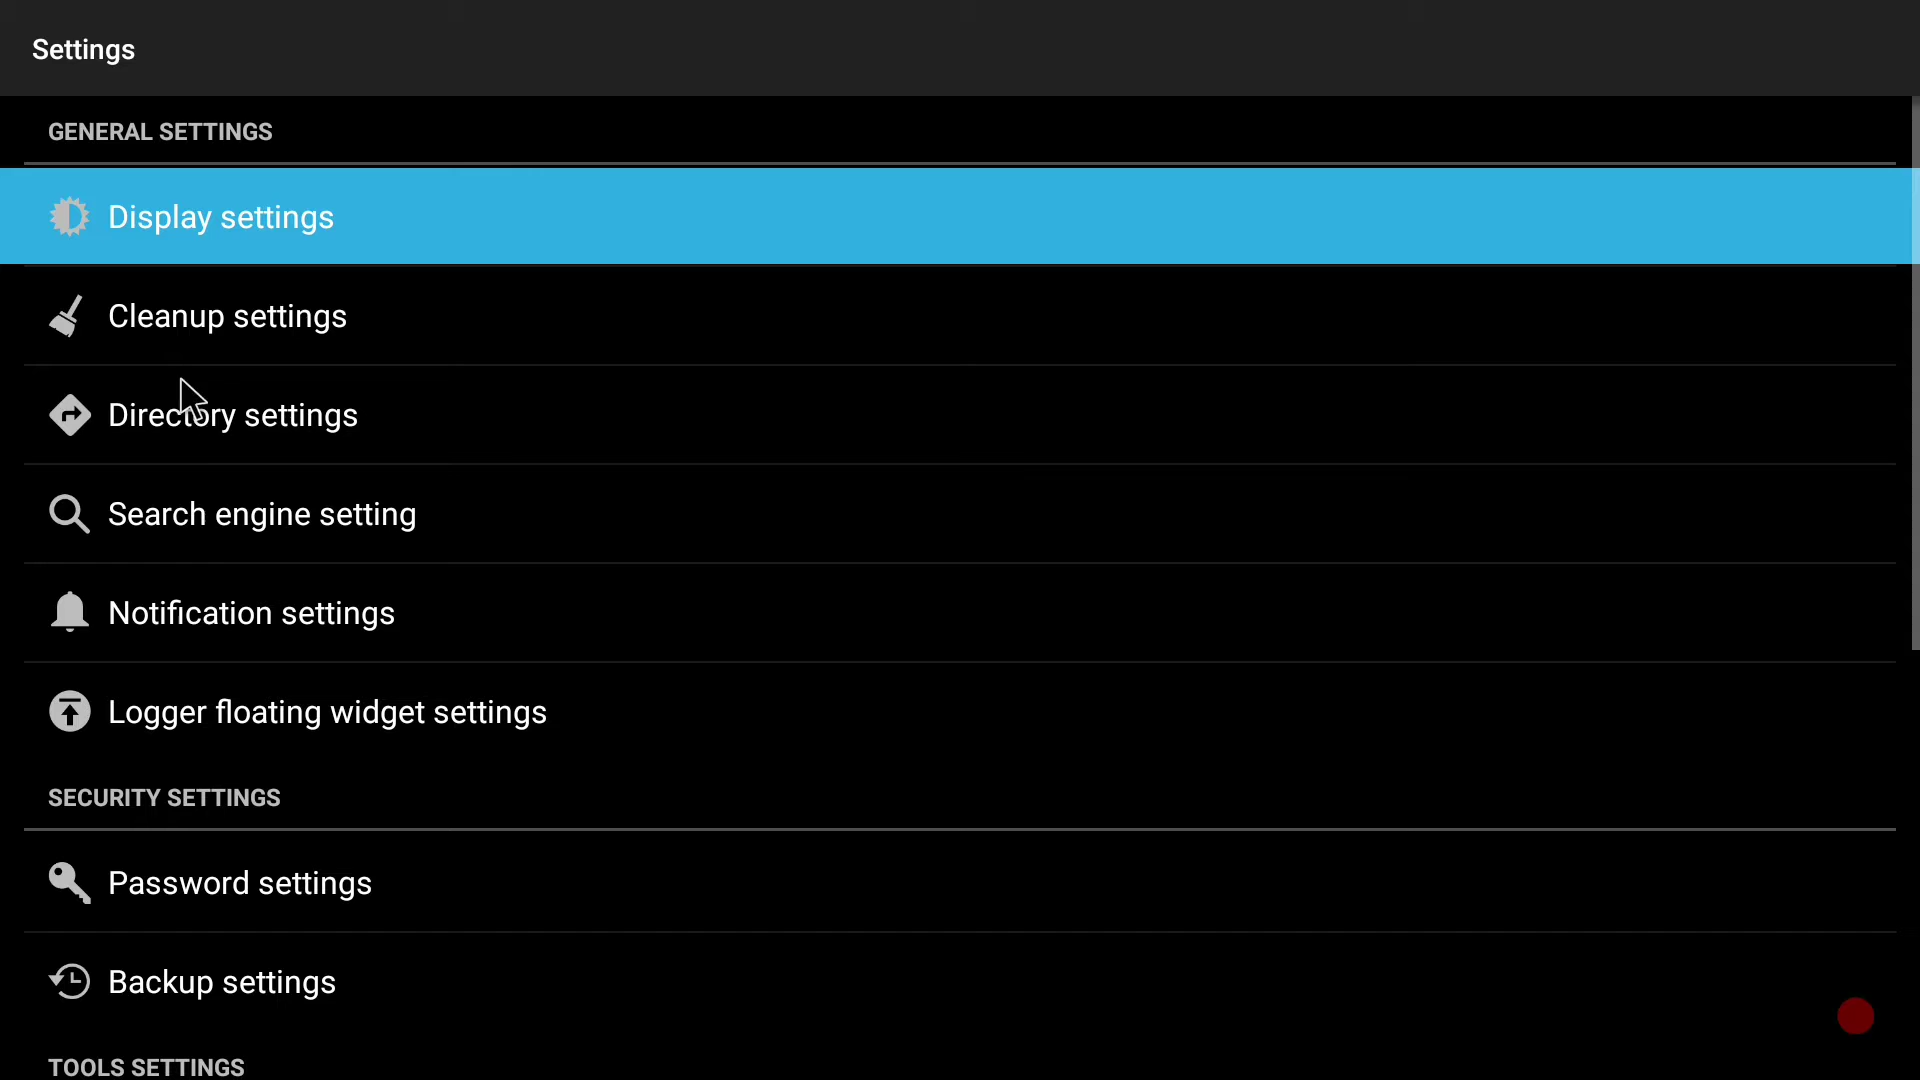 Settings
GENERAL SETTINGS
Display settings
Cleanup settings
Directory settings
Search engine setting
Notification settings
Logger floating widget settings
SECURITY SETTINGS
Password settings
Backup settings
TOOLS SETTINGS